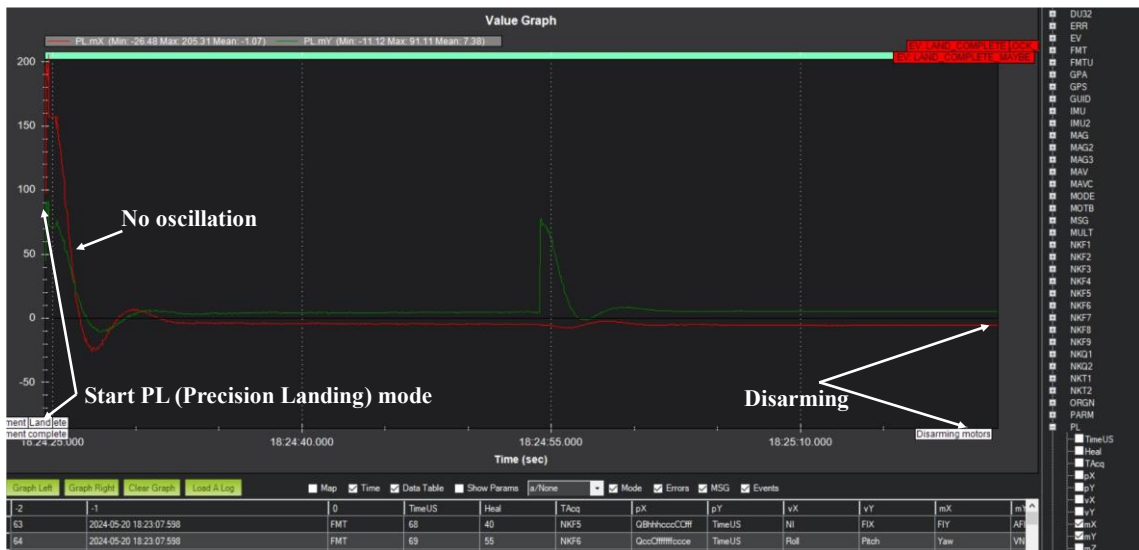 Value Graph
PL.mX (Min: -26.48 Max: 205.31 Mean: -1.07)
PL.mY (Min: -11.12 Max: 91.11 Mean: 7.38)
EV_LAND_COMPLETE
EV_LAND_COMPLETE_MAYBE
200
150
100
50
0
-50
No oscillation
Start PL (Precision Landing) mode
Disarming
ment complete
Disarming motors
18:24:25.000
18:24:40.000
18:24:55.000
18:25:10.000
Time (sec)
Graph Left
Graph Right
Clear Graph
Load A Log
Map
Time
Data Table
Show Params
a/None
Mode
Errors
MSG
Events
-2 -1 0 TimeUS Heal TAcq pX pY vX vY mX
63 2024-05-20 18:23:07.598 FMT 68 40 NKF5 QBhhhcccCCfff TimeUS NI FIX FIY AFI
64 2024-05-20 18:23:07.598 FMT 69 55 NKF6 QccCfffffffccce TimeUS Roll Pitch Yaw VN
DU32
ERR
EV
FMT
FMTU
GPA
GPS
GUID
IMU
IMU2
MAG
MAG2
MAG3
MAV
MAVC
MODE
MOTB
MSG
MULT
NKF1
NKF2
NKF3
NKF4
NKF5
NKF6
NKF7
NKF8
NKF9
NKQ1
NKQ2
NKT1
NKT2
ORGN
PARM
PL
TimeUS
Heal
TAcq
pX
pY
vX
vY
mX
mY
mZ